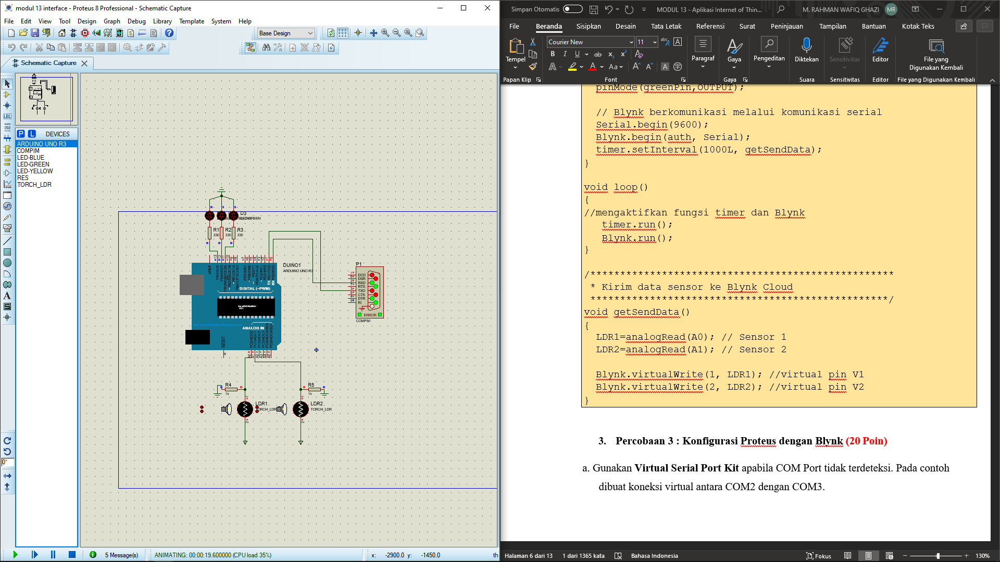 modul 13 interface - Proteus 8 Professional - Schematic Capture
File Edit View Tool Design Graph Debug Library Template System Help
Base Design
Schematic Capture
LBL
P L DEVICES
ARDUINO UNO R3
COMPIM
LED-BLUE
LED-GREEN
LED-YELLOW
RES
TORCH_LDR
0°
D3
R1 R2 R3
330 330 330
DUINO1
ARDUINO UNO R3
AREF
DIGITAL (~PWM)
ANALOG IN
RESET
P1
DCD
DSR
RXD
RTS
TXD
CTS
DTR
RI
ERROR
COMPIM
R4
1k
R5
1k
LDR1
TORCH_LDR
LDR2
TORCH_LDR
5 Message(s)
ANIMATING: 00:00:19.600000 (CPU load 35%)
x: -2900.0 y: -1450.0 th
Simpan Otomatis
MODUL 13 - Aplikasi Internet of Thin...
M. RAHMAN WAFIQ GHAZI MR
File Beranda Sisipkan Desain Tata Letak Referensi Surat Peninjauan Tampilan Bantuan Kotak Teks
Tempel
Courier New 11
B I U ab x₂ x²
Aa
Paragraf
Gaya
Pengeditan
Diktekan
Sensitivitas
Editor
File yang
Digunakan Kembali
Papan Klip Font Gaya Suara Sensitivitas Editor File yang Digunakan Kembali
pinMode(greenPin,OUTPUT);
// Blynk berkomunikasi melalui komunikasi serial
Serial.begin(9600);
Blynk.begin(auth, Serial);
timer.setInterval(1000L, getSendData);
}
void loop()
{
//mengaktifkan fungsi timer dan Blynk
timer.run();
Blynk.run();
}
/***************************************************
* Kirim data sensor ke Blynk Cloud
**************************************************/
void getSendData()
{
LDR1=analogRead(A0); // Sensor 1
LDR2=analogRead(A1); // Sensor 2
Blynk.virtualWrite(1, LDR1); //virtual pin V1
Blynk.virtualWrite(2, LDR2); //virtual pin V2
}
3. Percobaan 3 : Konfigurasi Proteus dengan Blynk (20 Poin)
a. Gunakan Virtual Serial Port Kit apabila COM Port tidak terdeteksi. Pada contoh
dibuat koneksi virtual antara COM2 dengan COM3.
Halaman 6 dari 13 1 dari 1365 kata Bahasa Indonesia Fokus 130%